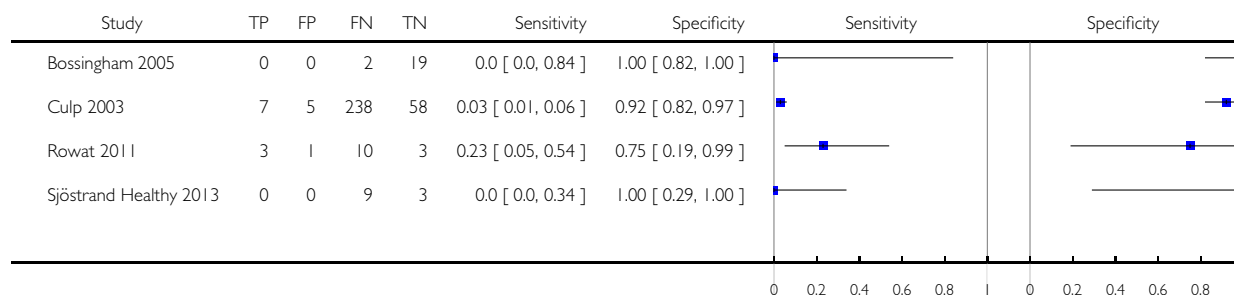 Study TP FP FN TN Sensitivity Specificity Sensitivity Specificity
Bossingham 2005 0 0 2 19 0.0 [ 0.0, 0.84 ] 1.00 [ 0.82, 1.00 ]
Culp 2003 7 5 238 58 0.03 [ 0.01, 0.06 ] 0.92 [ 0.82, 0.97 ]
Rowat 2011 3 1 10 3 0.23 [ 0.05, 0.54 ] 0.75 [ 0.19, 0.99 ]
Sjöstrand Healthy 2013 0 0 9 3 0.0 [ 0.0, 0.34 ] 1.00 [ 0.29, 1.00 ]
0 0.2 0.4 0.6 0.8 1 0 0.2 0.4 0.6 0.8